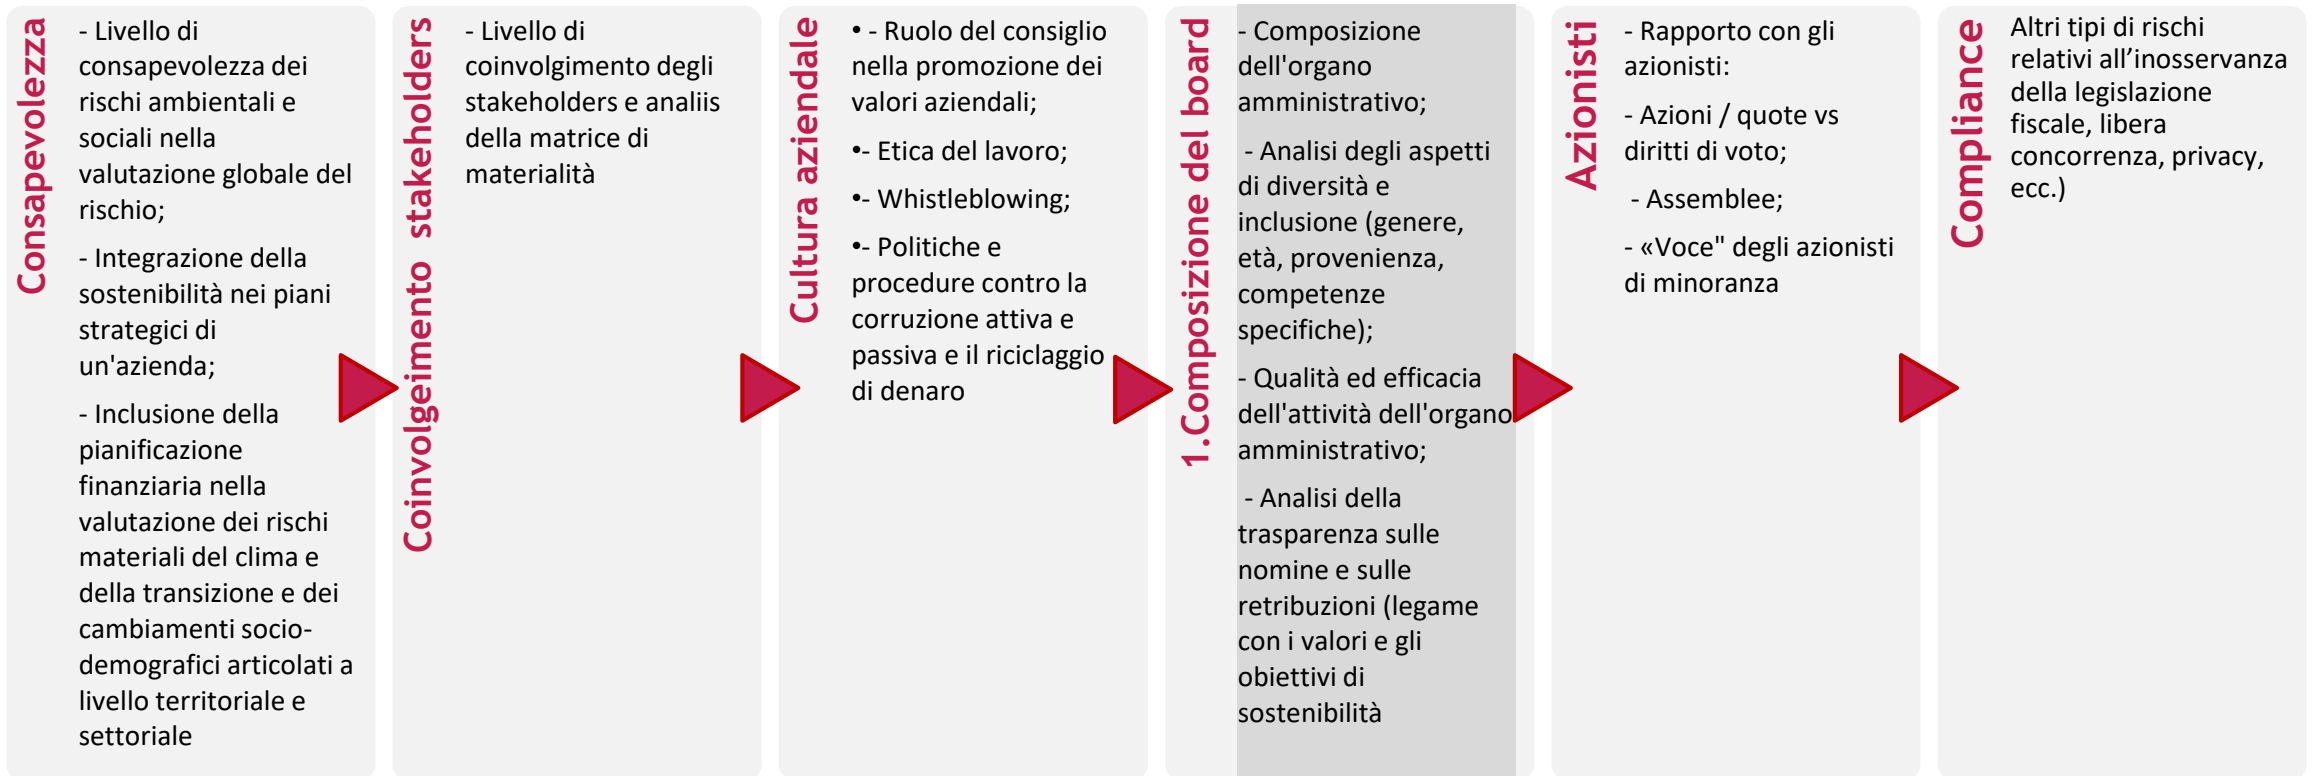 Consapevolezza
- Livello di
consapevolezza dei
rischi ambientali e
sociali nella
valutazione globale del
rischio;
- Integrazione della
sostenibilità nei piani
strategici di
un'azienda;
- Inclusione della
pianificazione
finanziaria nella
valutazione dei rischi
materiali del clima e
della transizione e dei
cambiamenti socio-
demografici articolati a
livello territoriale e
settoriale
Coinvolgeimento stakeholders
- Livello di
coinvolgimento degli
stakeholders e analiis
della matrice di
materialità
Cultura aziendale
• - Ruolo del consiglio
nella promozione dei
valori aziendali;
•- Etica del lavoro;
•- Whistleblowing;
•- Politiche e
procedure contro la
corruzione attiva e
passiva e il riciclaggio
di denaro
1.Composizione del board
- Composizione
dell'organo
amministrativo;
- Analisi degli aspetti
di diversità e
inclusione (genere,
età, provenienza,
competenze
specifiche);
- Qualità ed efficacia
dell'attività dell'organo
amministrativo;
- Analisi della
trasparenza sulle
nomine e sulle
retribuzioni (legame
con i valori e gli
obiettivi di
sostenibilità
Azionisti
- Rapporto con gli
azionisti:
- Azioni / quote vs
diritti di voto;
- Assemblee;
- «Voce" degli azionisti
di minoranza
Compliance
Altri tipi di rischi
relativi all’inosservanza
della legislazione
fiscale, libera
concorrenza, privacy,
ecc.)